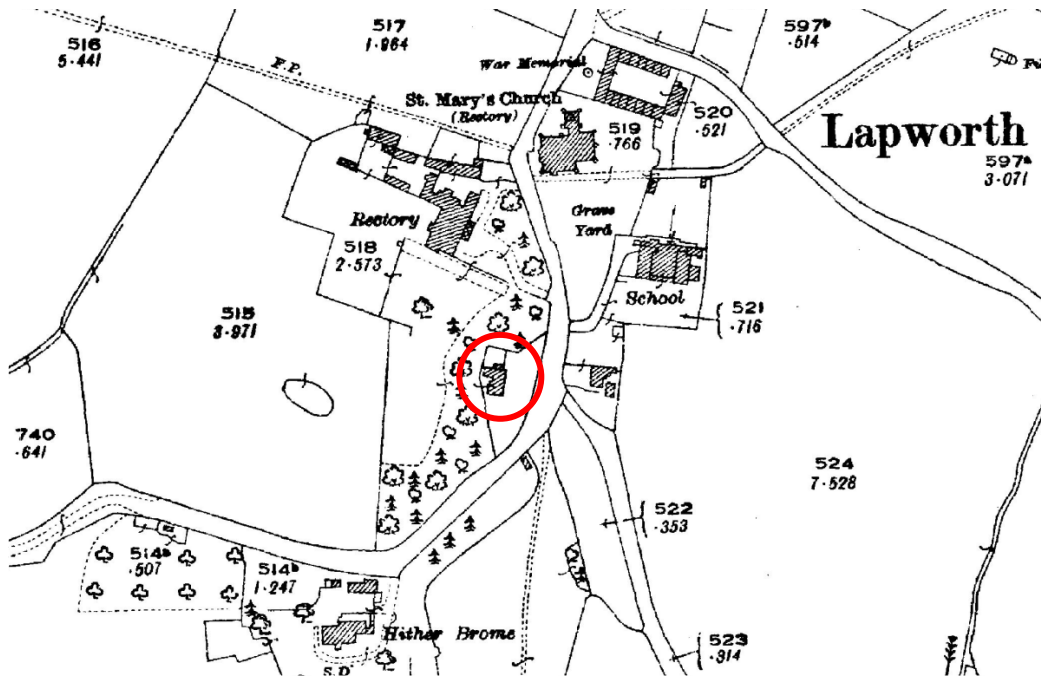 517
1·964
516
5·441
597ᵇ
·514
F.P.
War Memorial
St. Mary's Church
(Rectory)
519
·766
520
·521
Lapworth
597ᵃ
3·071
Rectory
518
2·573
Grave
Yard
School
521
·716
515
3·971
740
·641
524
7·528
522
·353
514ᵃ
·507
514ᵇ
1·247
Hither Brome
S.D
523
·314